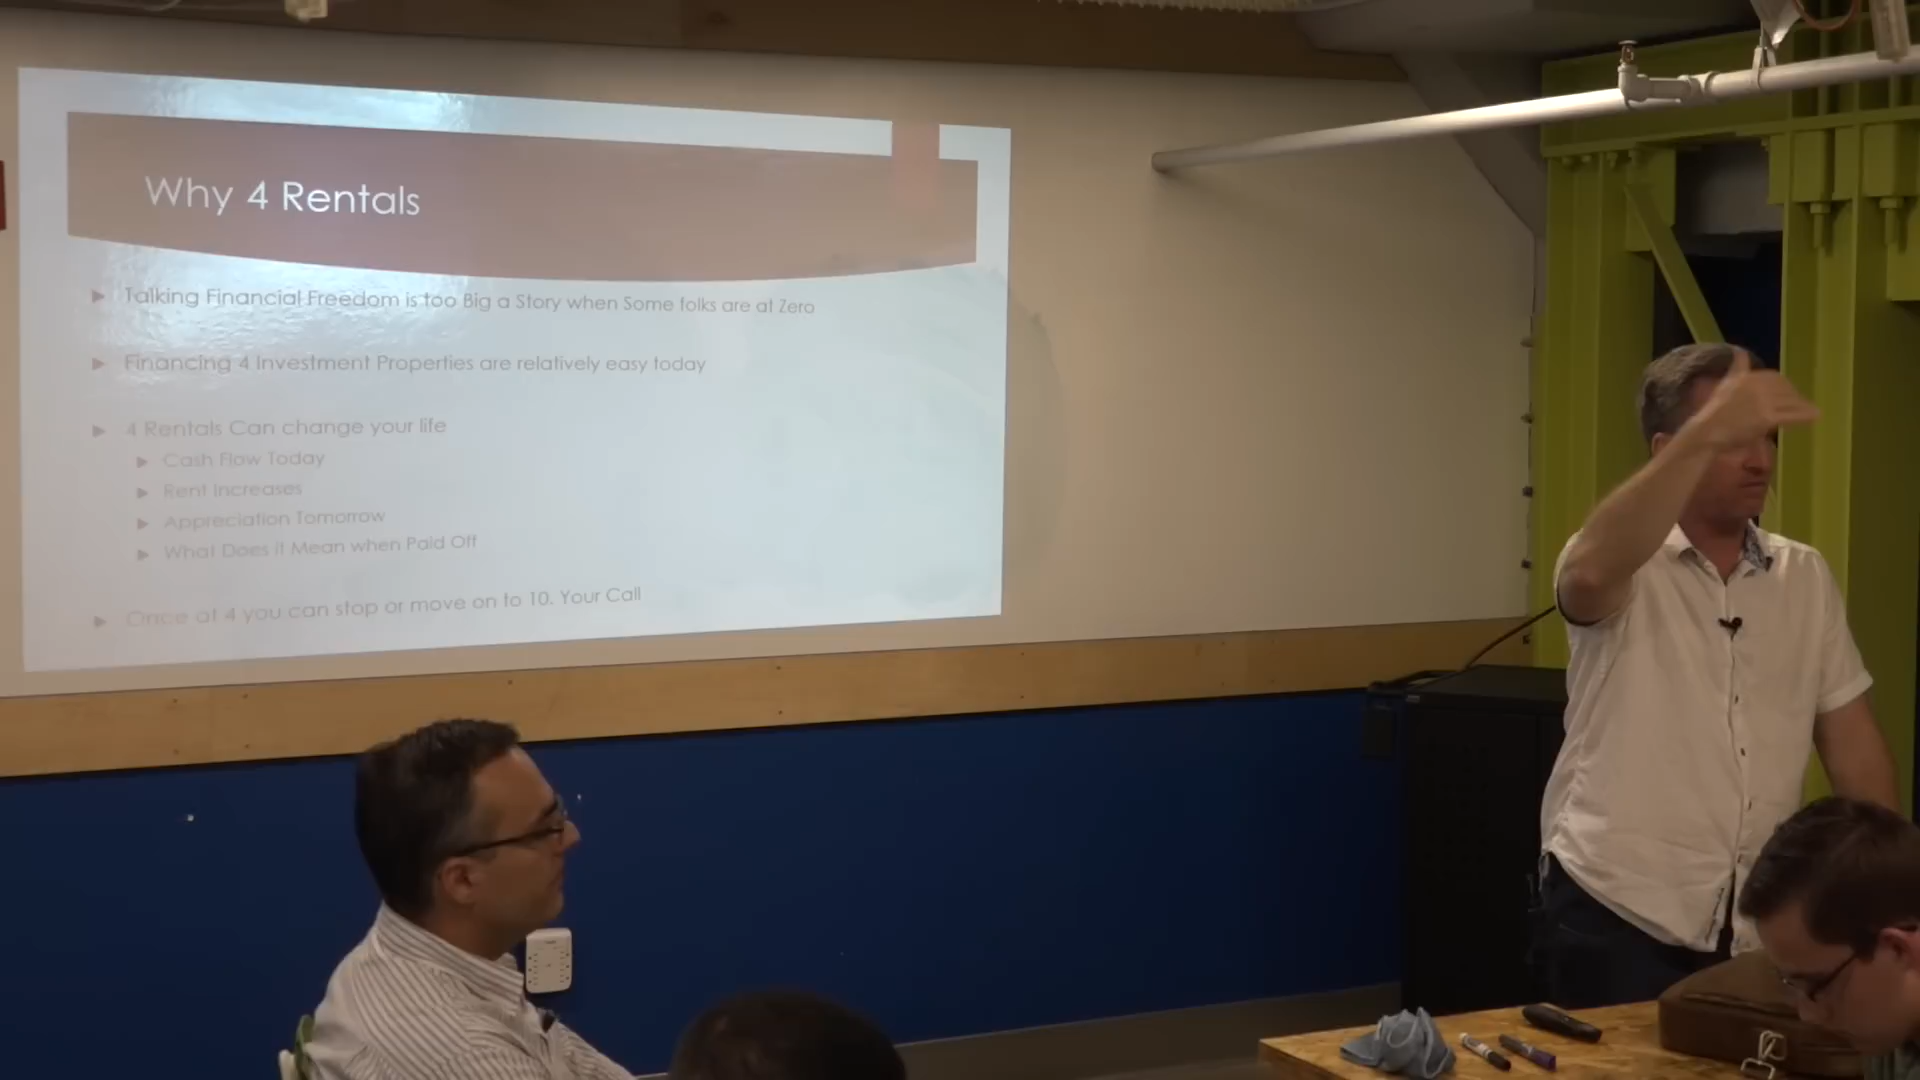 Why 4 Rentals
Talking Financial Freedom is too Big a Story when Some folks are at Zero
Financing 4 Investment Properties are relatively easy today
4 Rentals Can change your life
Cash Flow Today
Rent Increases
Appreciation Tomorrow
What Does it Mean when Paid Off
Once at 4 you can stop or move on to 10. Your Call